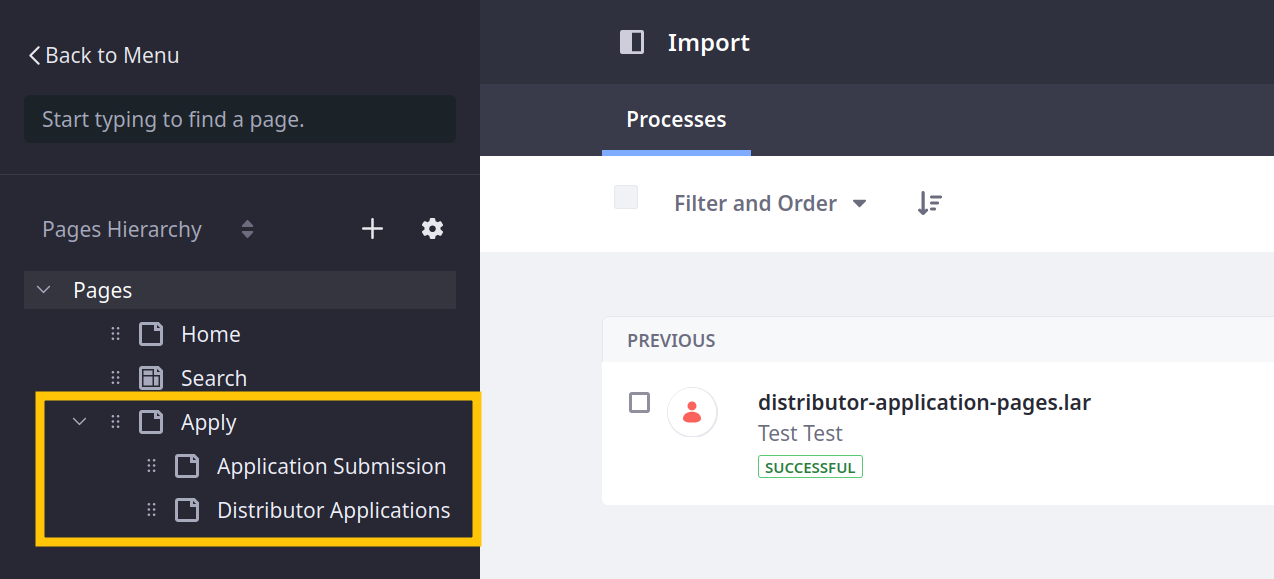 Back to Menu
Start typing to find a page.
Pages Hierarchy
Pages
Home
Search
Apply
Application Submission
Distributor Applications
Import
Processes
Filter and Order
PREVIOUS
distributor-application-pages.lar
Test Test
SUCCESSFUL